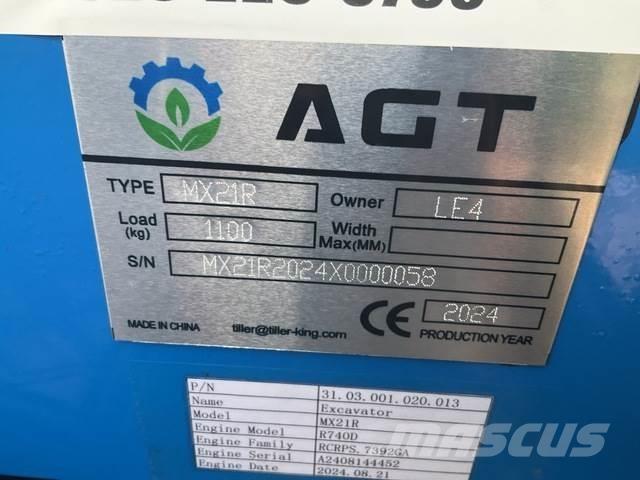 AGT
TYPE MX21R Owner LE4
Load (kg) 1100 Width Max(MM)
S/N MX21R2024X0000058
MADE IN CHINA tiller@tiller-king.com CE 2024 PRODUCTION YEAR
P/N 31.03.001.020.013
Name Excavator
Model MX21R
Engine Model R740D
Engine Family RCRPS.7392GA
Engine Serial A2408144452
Engine Date 2024.08.21
MASCUS